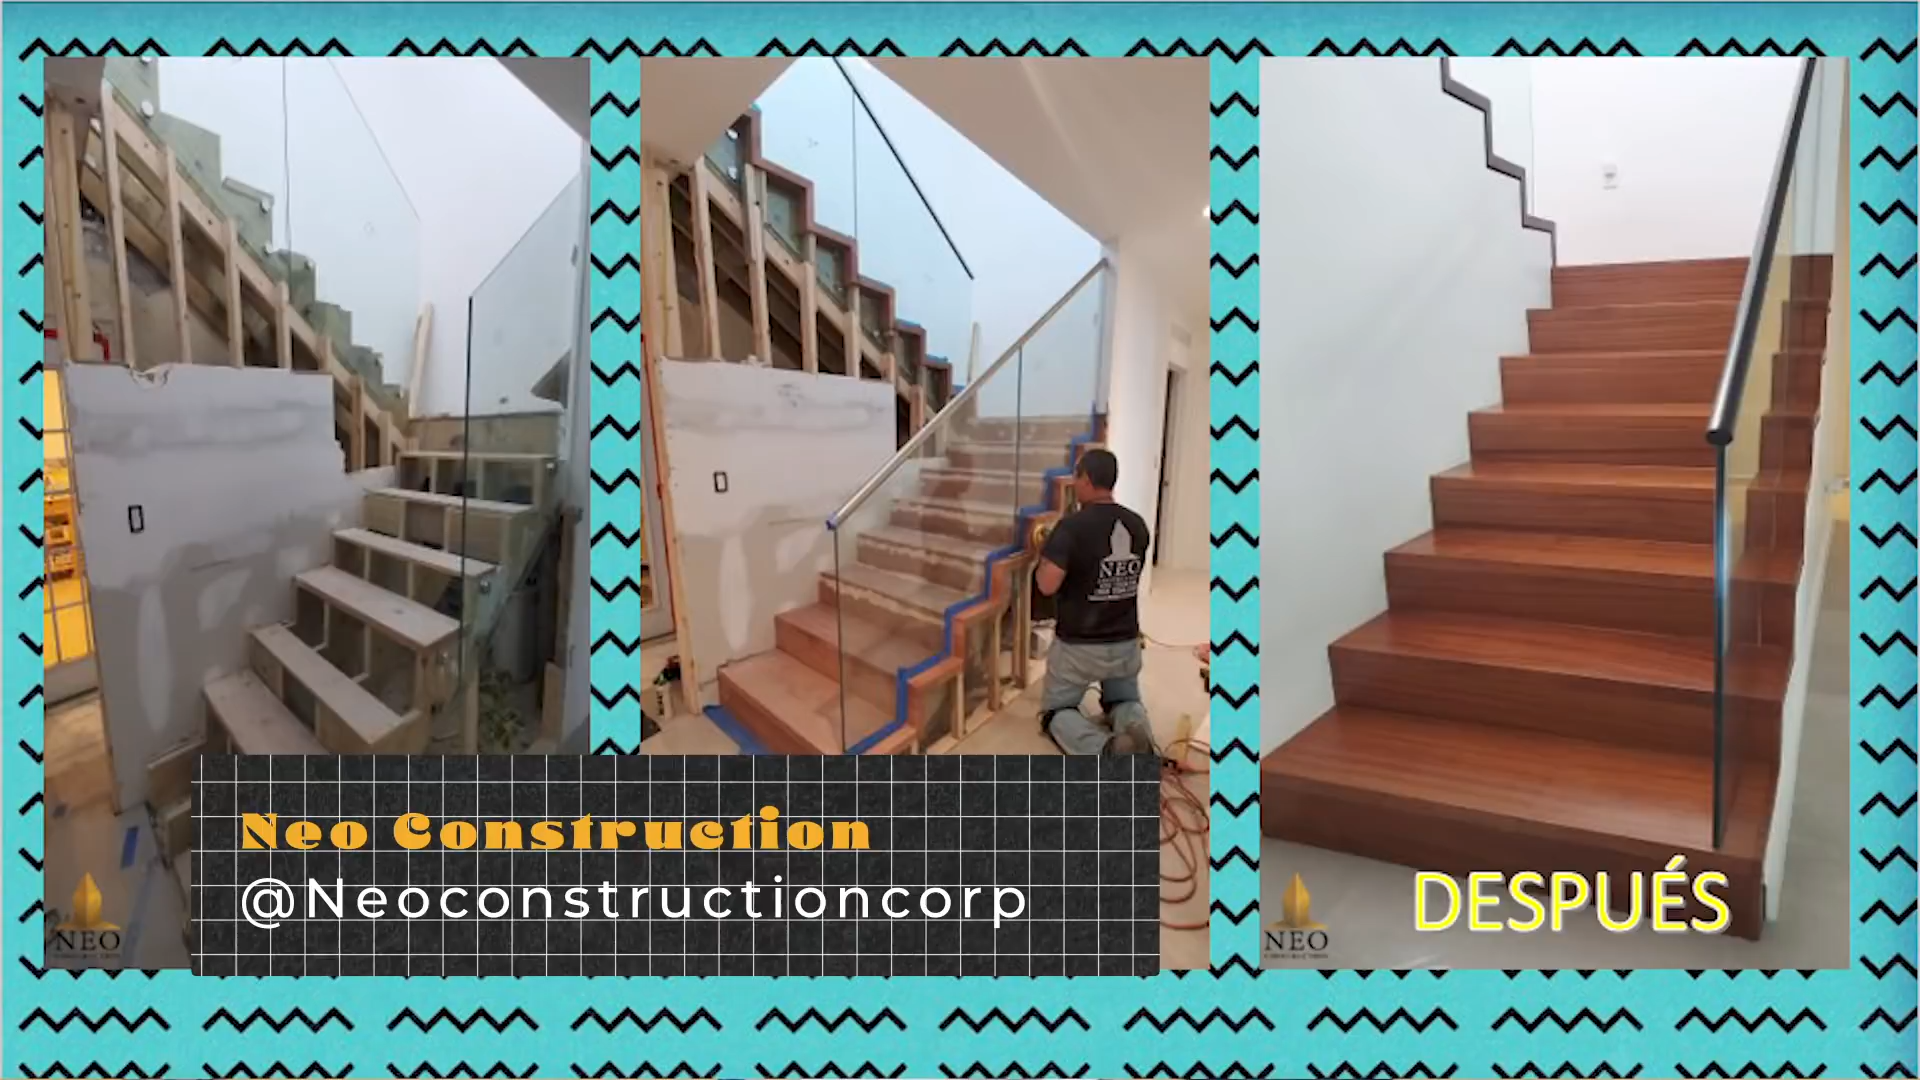 Neo Construction
@Neoconstructioncorp
DESPUÉS
NEO
NEO
NEO